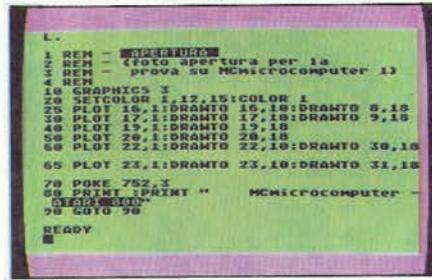 L.
1 REM - APERTURA
2 REM - (foto apertura per la
3 REM -  prova su MCmicrocomputer 1)
4 REM
10 GRAPHICS 3
20 SETCOLOR 1,12,15:COLOR 1
25 PLOT 16,1:DRAWTO 16,10:DRAWTO 8,18
30 PLOT 17,1:DRAWTO 17,10:DRAWTO 9,18
40 PLOT 19,1:DRAWTO 19,18
50 PLOT 20,1:DRAWTO 20,18
60 PLOT 22,1:DRAWTO 22,10:DRAWTO 30,18
65 PLOT 23,1:DRAWTO 23,10:DRAWTO 31,18
70 POKE 752,3
80 PRINT :PRINT "    MCmicrocomputer -
ATARI 800"
90 GOTO 90
READY